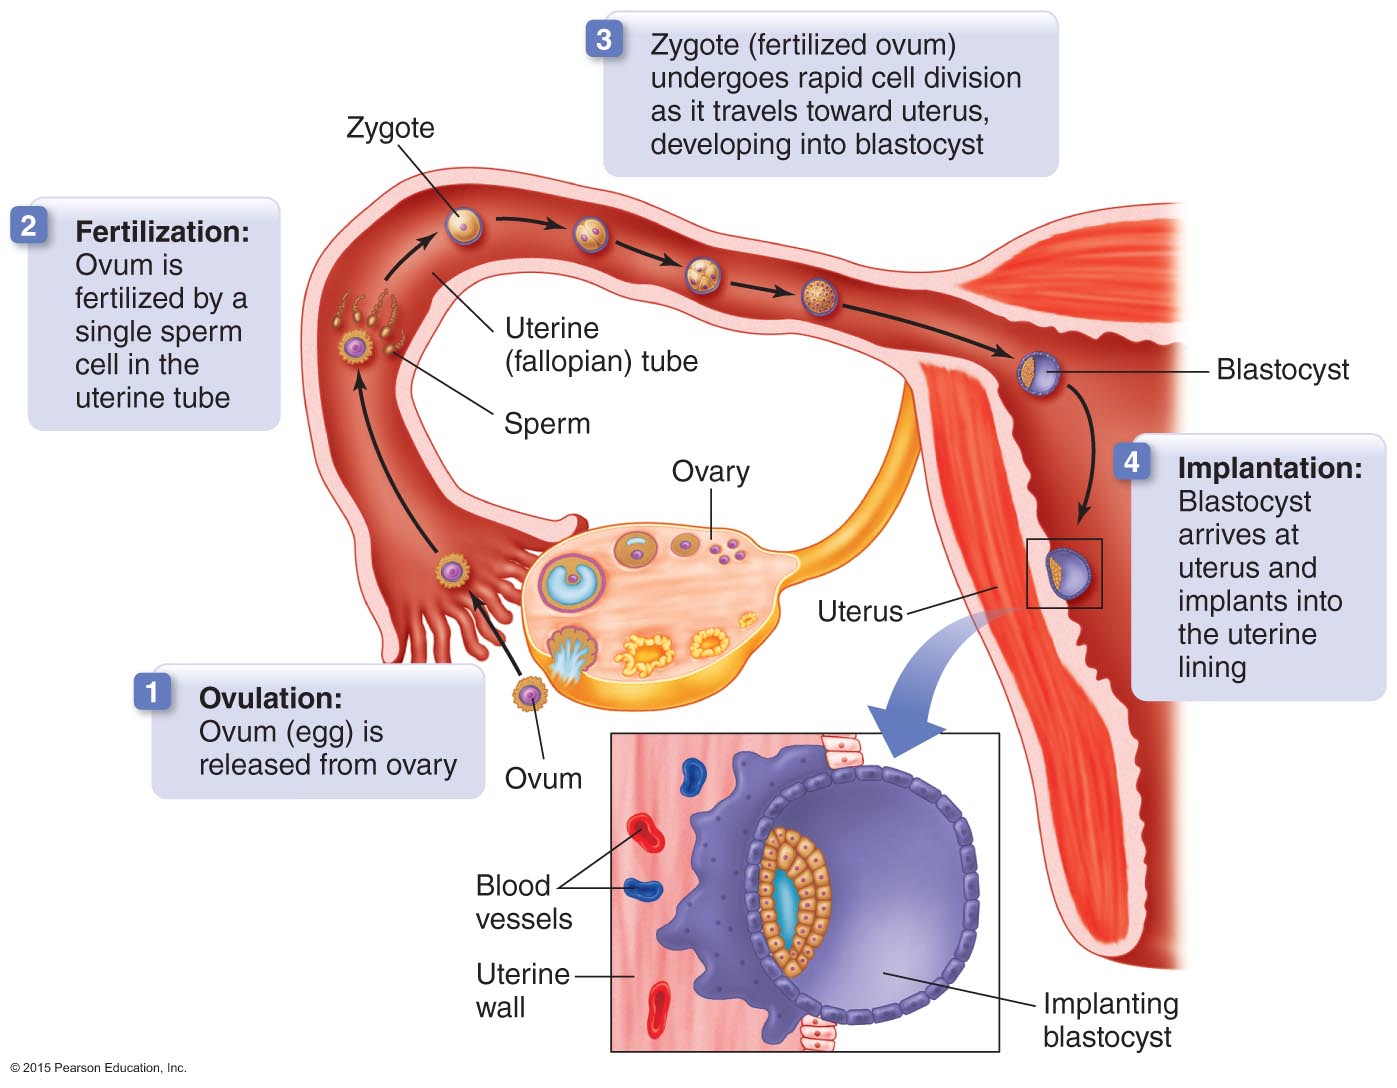 3
Zygote (fertilized ovum)
undergoes rapid cell division
as it travels toward uterus,
developing into blastocyst
Zygote
2
Fertilization:
Ovum is
fertilized by a
single sperm
cell in the
uterine tube
Uterine
(fallopian) tube
Sperm
Blastocyst
Ovary
4
Implantation:
Blastocyst
arrives at
uterus and
implants into
the uterine
lining
Uterus
1
Ovulation:
Ovum (egg) is
released from ovary
Ovum
Blood
vessels
Uterine
wall
Implanting
blastocyst
© 2015 Pearson Education, Inc.